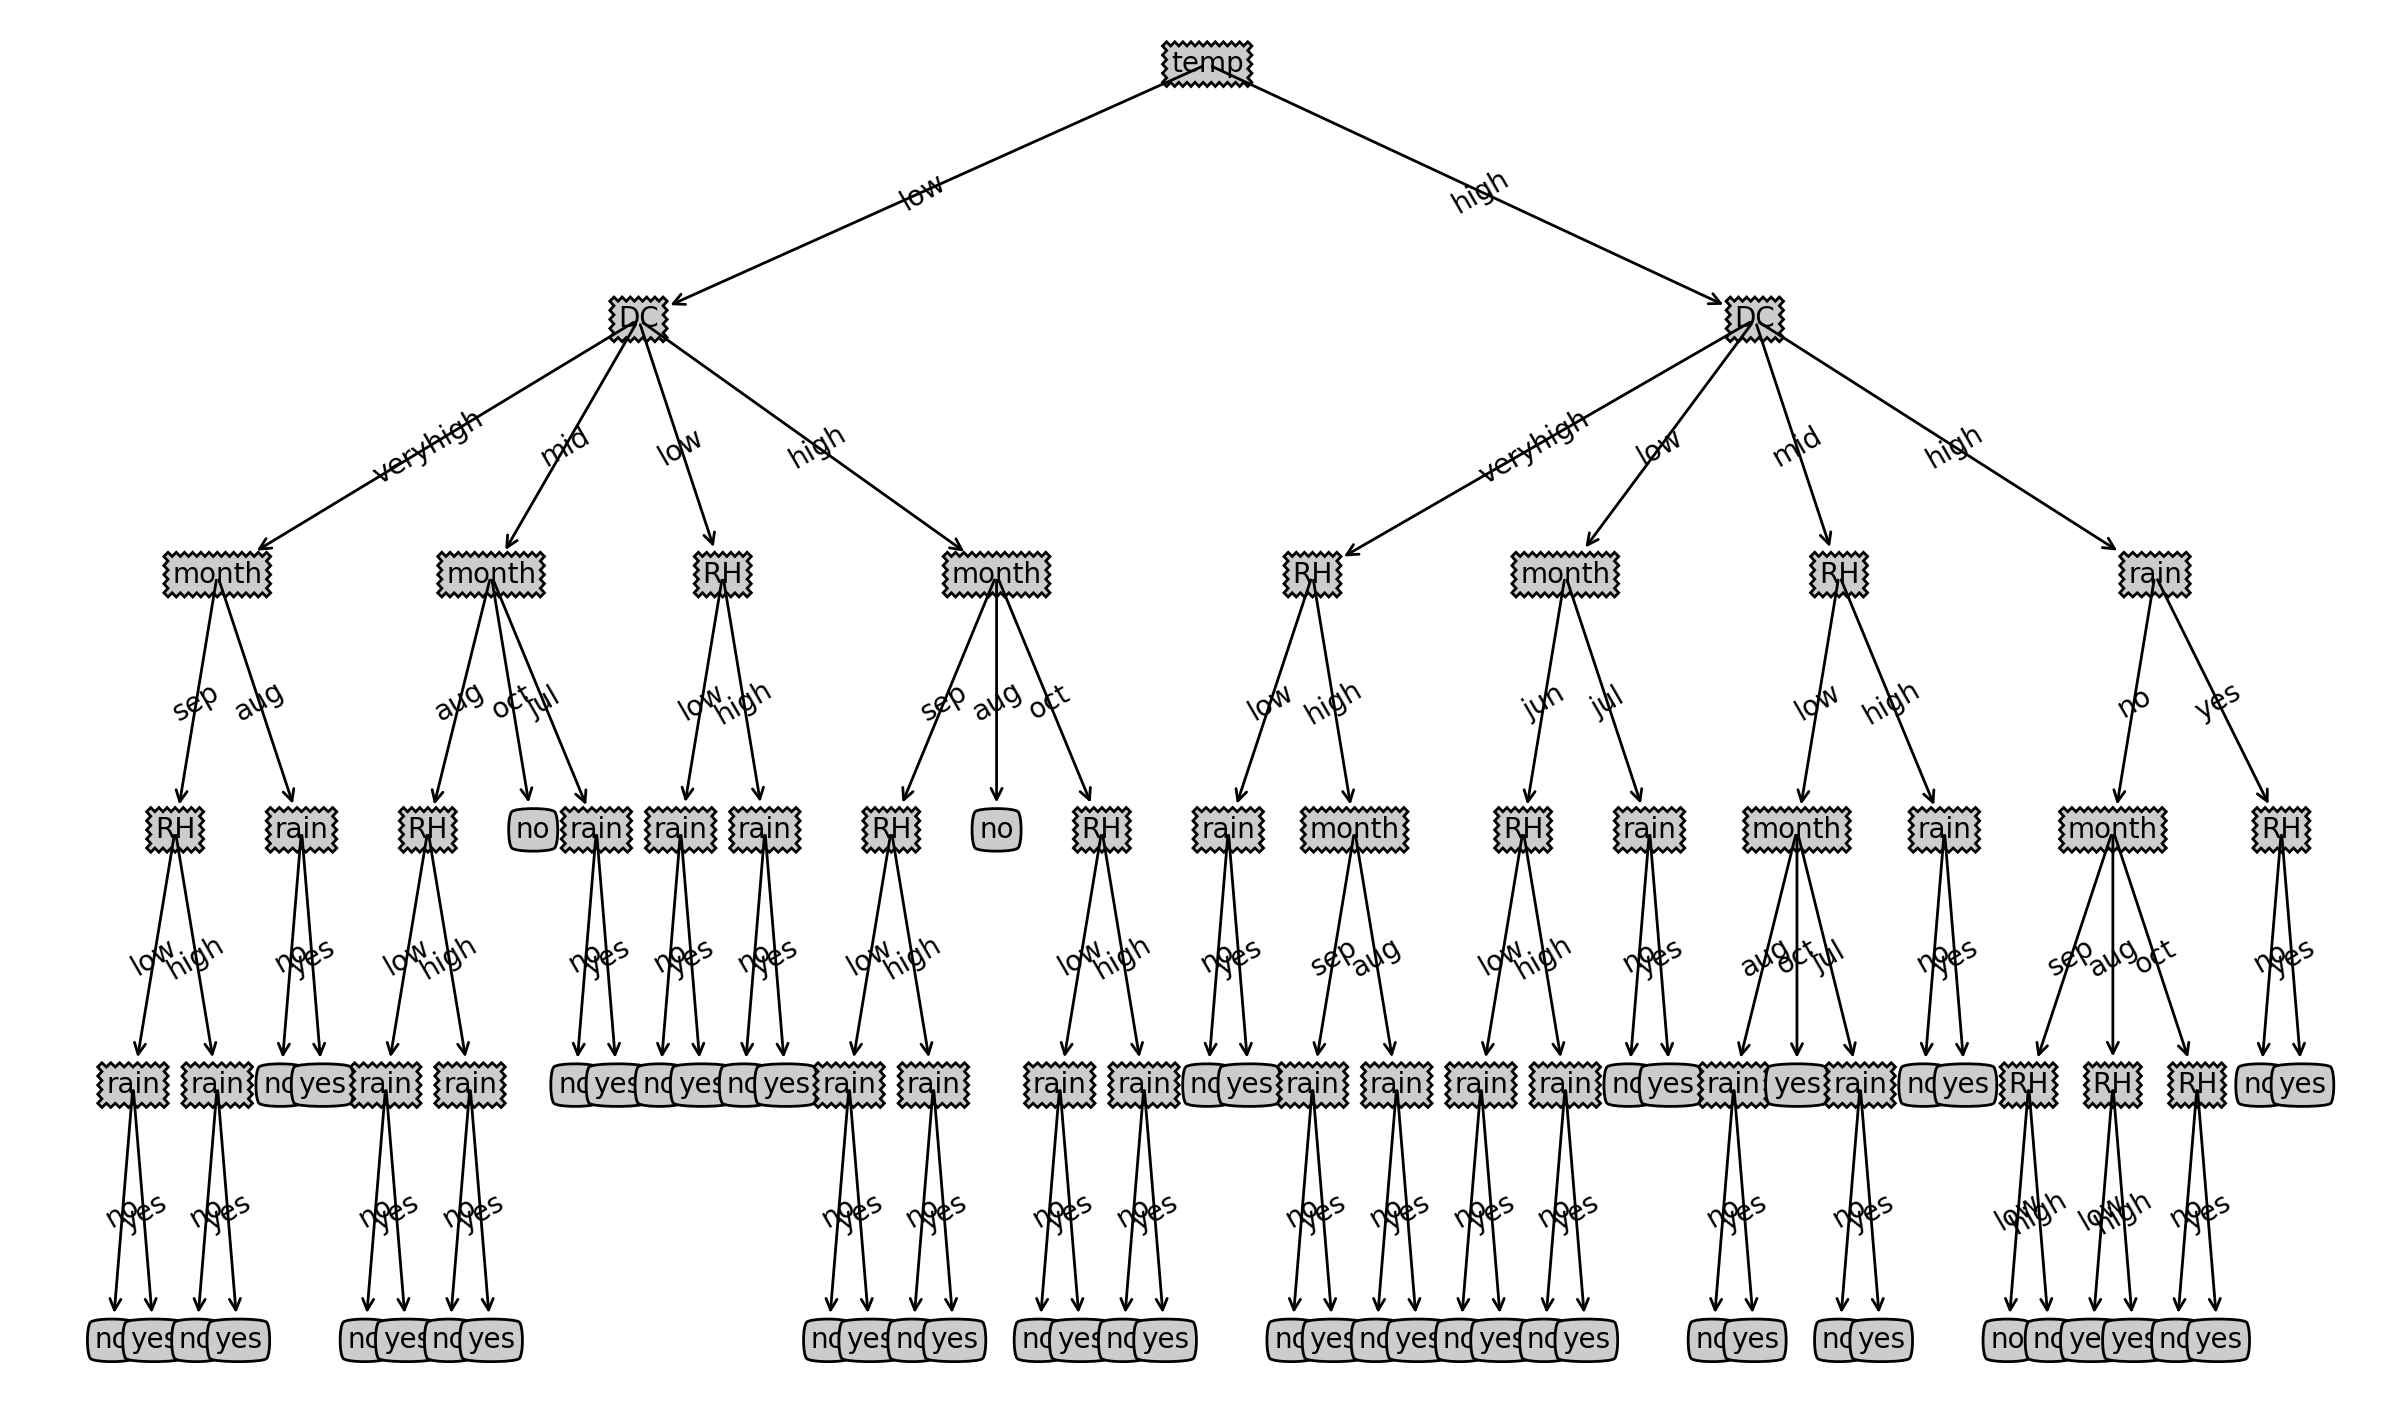 temp
low high
DC DC
veryhigh mid low high veryhigh low mid high
month month RH month RH month RH rain
sep aug aug oct jul low high sep aug oct low high jun jul low high no yes
RH rain RH no rain rain rain RH no RH rain month RH rain month rain month RH
low high no yes low high no yes no yes no yes low high low high no yes sep aug low high no yes aug oct jul no yes sep aug oct no yes
rain rain no yes rain rain no yes no yes no yes rain rain rain rain no yes rain rain rain rain no yes rain yes rain no yes RH RH RH no yes
no yes no yes no yes no yes no yes no yes no yes no yes no yes no yes no yes no yes no yes no yes low high low high no yes
no yes no yes no yes no yes no yes no yes no yes no yes no yes no yes no yes no yes no yes no yes no no yes yes no yes